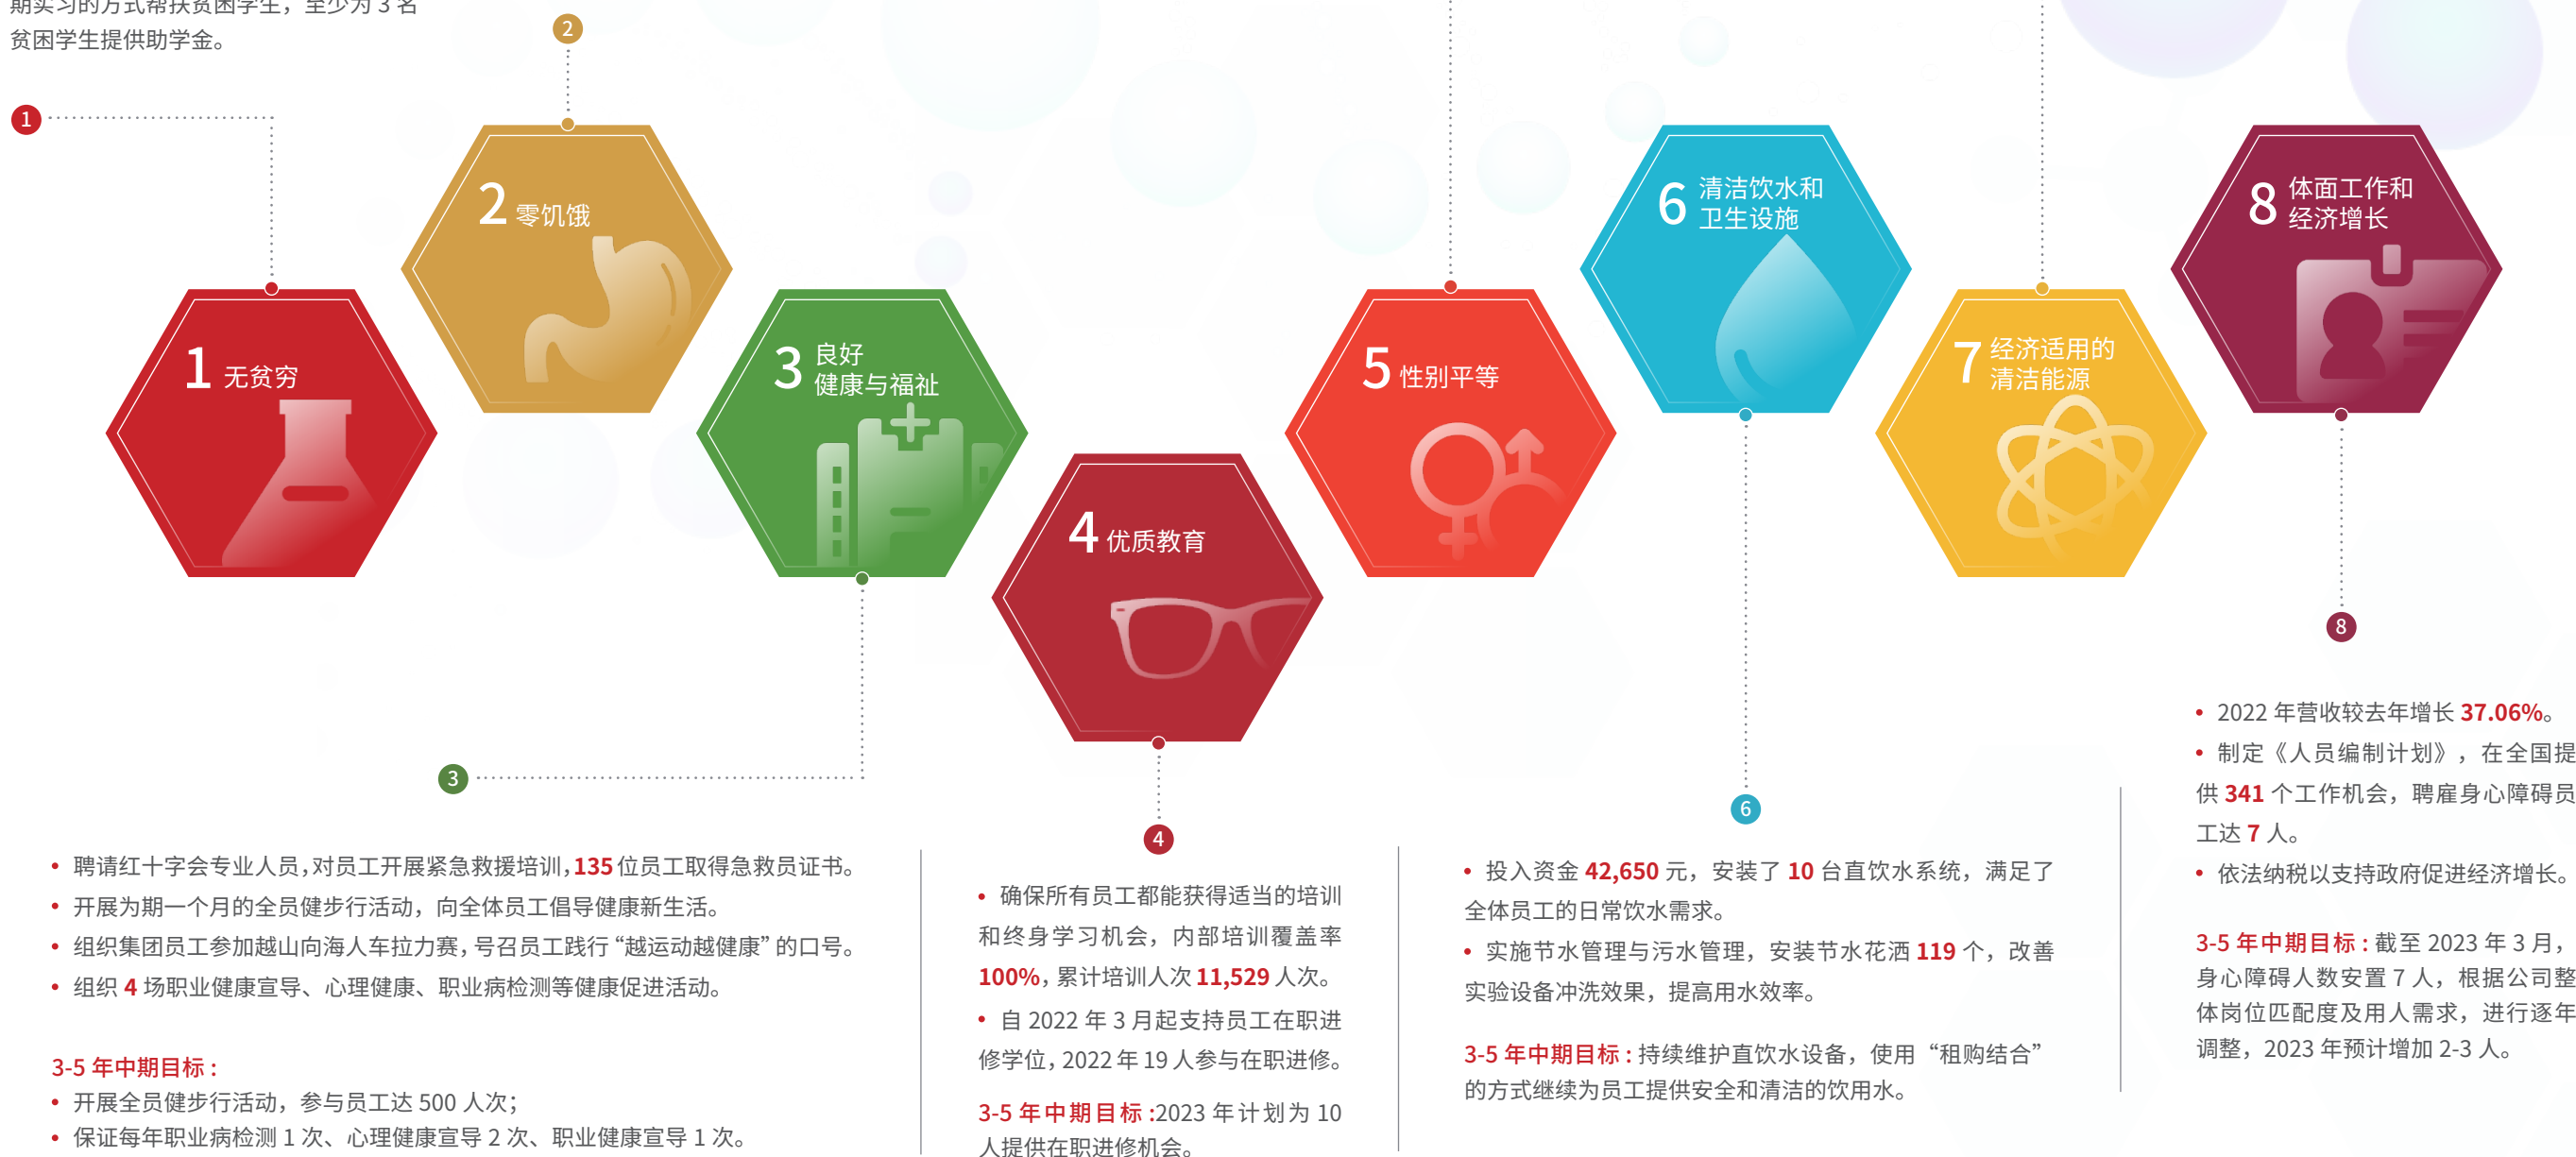 期实习的方式帮扶贫困学生，至少为 3 名
贫困学生提供助学金。
1
2
1 无贫穷
2 零饥饿
3 良好
健康与福祉
4 优质教育
5 性别平等
6 清洁饮水和
卫生设施
7 经济适用的
清洁能源
8 体面工作和
经济增长
3
• 聘请红十字会专业人员，对员工开展紧急救援培训，135 位员工取得急救员证书。
• 开展为期一个月的全员健步行活动，向全体员工倡导健康新生活。
• 组织集团员工参加越山向海人车拉力赛，号召员工践行“越运动越健康”的口号。
• 组织 4 场职业健康宣导、心理健康、职业病检测等健康促进活动。
3-5 年中期目标：
• 开展全员健步行活动，参与员工达 500 人次；
• 保证每年职业病检测 1 次、心理健康宣导 2 次、职业健康宣导 1 次。
4
• 确保所有员工都能获得适当的培训
和终身学习机会，内部培训覆盖率
100%，累计培训人次 11,529 人次。
• 自 2022 年 3 月起支持员工在职进
修学位，2022 年 19 人参与在职进修。
3-5 年中期目标：2023 年计划为 10
人提供在职进修机会。
6
• 投入资金 42,650 元，安装了 10 台直饮水系统，满足了
全体员工的日常饮水需求。
• 实施节水管理与污水管理，安装节水花洒 119 个，改善
实验设备冲洗效果，提高用水效率。
3-5 年中期目标：持续维护直饮水设备，使用“租购结合”
的方式继续为员工提供安全和清洁的饮用水。
8
• 2022 年营收较去年增长 37.06%。
• 制定《人员编制计划》，在全国提
供 341 个工作机会，聘雇身心障碍员
工达 7 人。
• 依法纳税以支持政府促进经济增长。
3-5 年中期目标：截至 2023 年 3 月，
身心障碍人数安置 7 人，根据公司整
体岗位匹配度及用人需求，进行逐年
调整，2023 年预计增加 2-3 人。